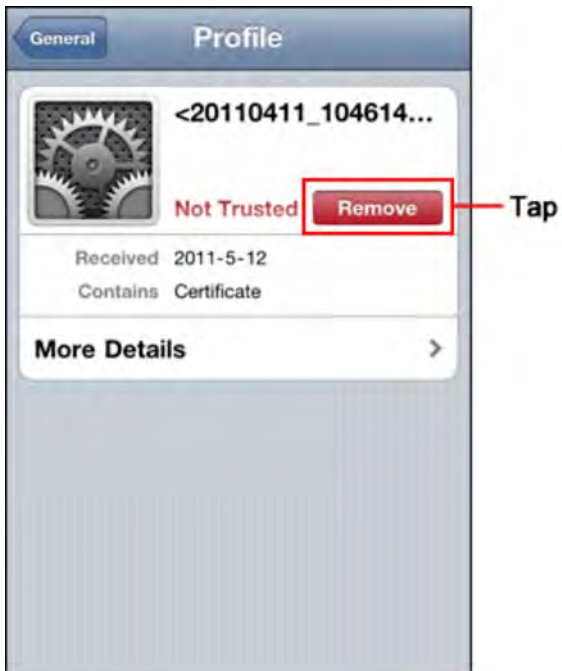 General
Profile
<20110411_104614...
Not Trusted
Remove
Tap
Received 2011-5-12
Contains Certificate
More Details